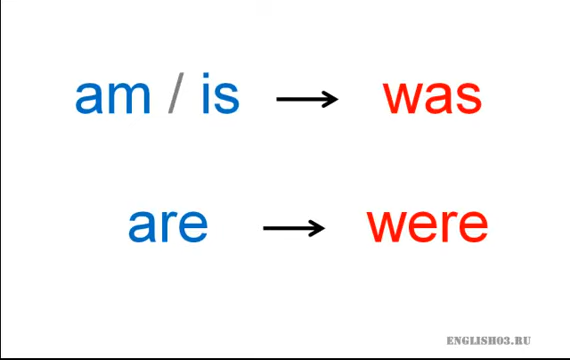 am / is → was
are → were
ENGLISH03.RU